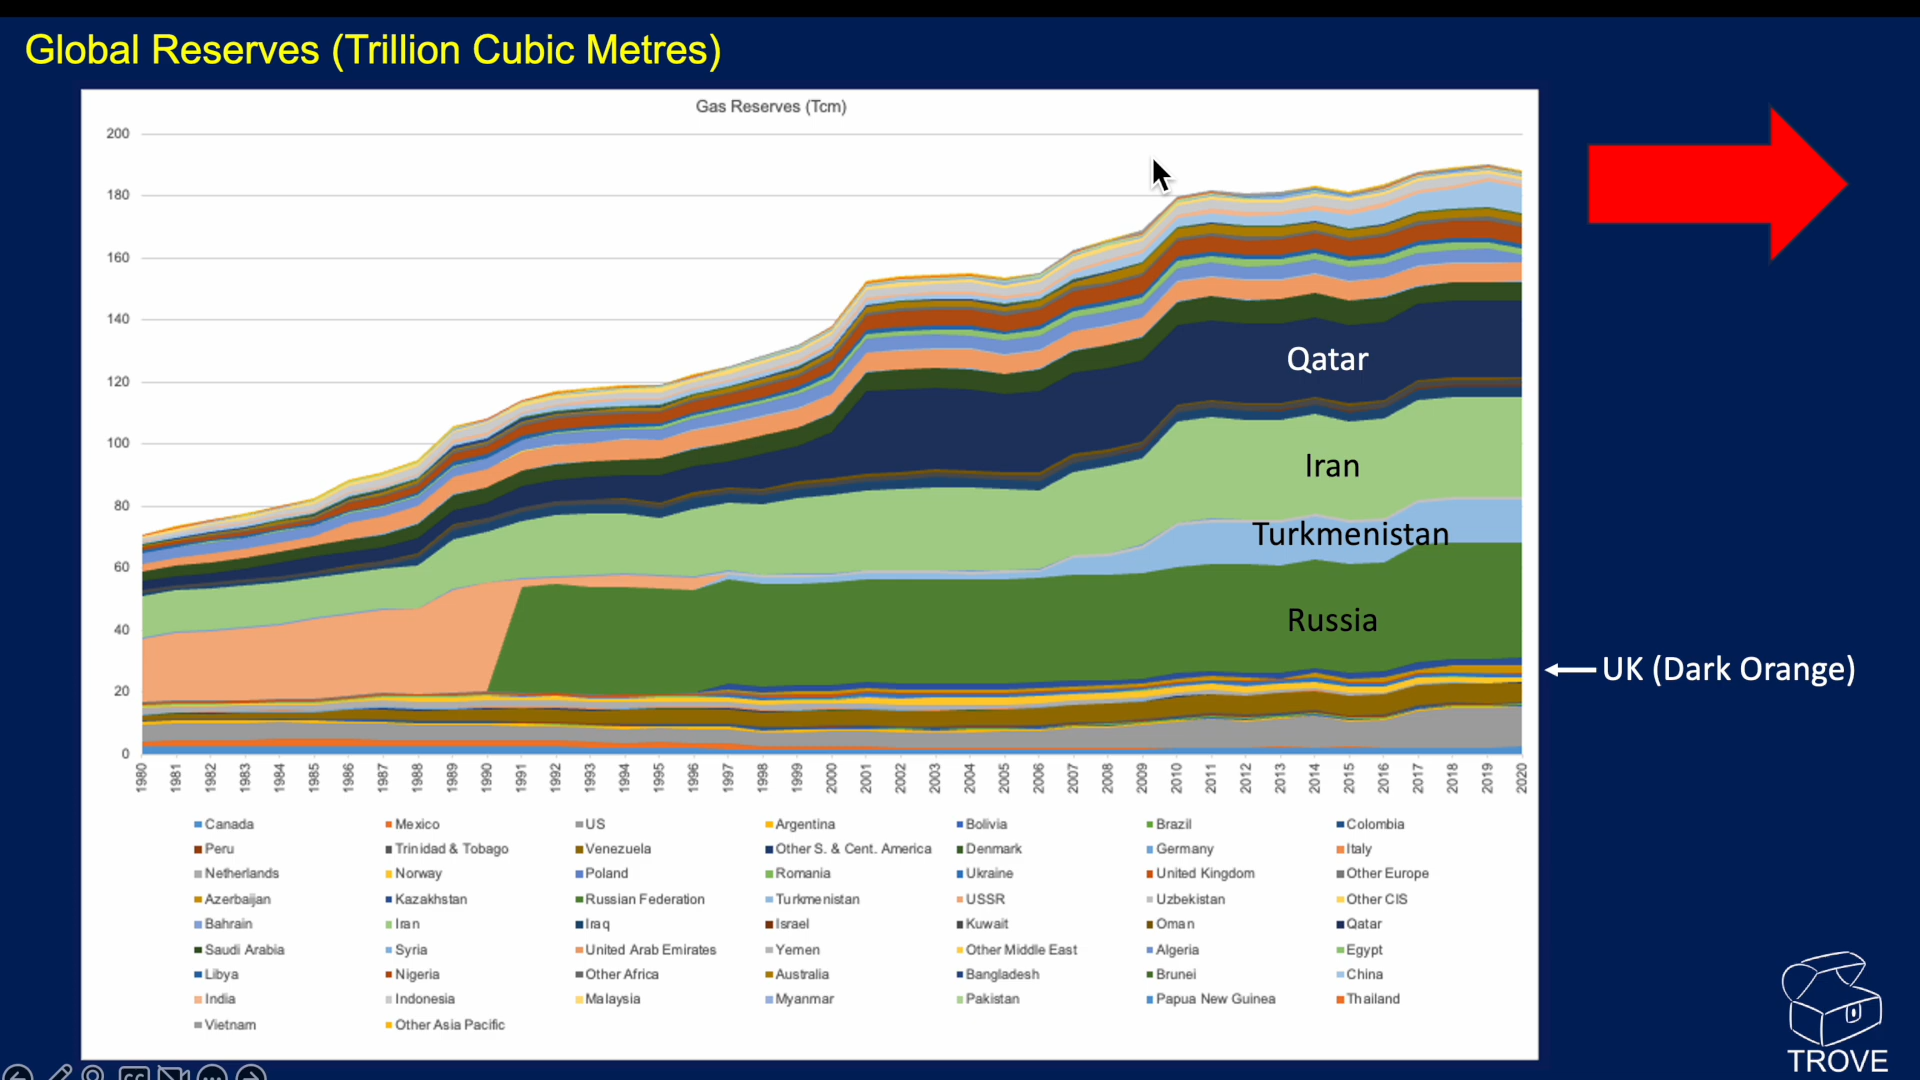 Global Reserves (Trillion Cubic Metres)
Gas Reserves (Tcm)
200
180
160
140
120
100
80
60
40
20
0
Qatar
Iran
Turkmenistan
Russia
UK (Dark Orange)
1980 1981 1982 1983 1984 1985 1986 1987 1988 1989 1990 1991 1992 1993 1994 1995 1996 1997 1998 1999 2000 2001 2002 2003 2004 2005 2006 2007 2008 2009 2010 2011 2012 2013 2014 2015 2016 2017 2018 2019 2020
Canada Mexico US Argentina Bolivia Brazil Colombia
Peru Trinidad & Tobago Venezuela Other S. & Cent. America Denmark Germany Italy
Netherlands Norway Poland Romania Ukraine United Kingdom Other Europe
Azerbaijan Kazakhstan Russian Federation Turkmenistan USSR Uzbekistan Other CIS
Bahrain Iran Iraq Israel Kuwait Oman Qatar
Saudi Arabia Syria United Arab Emirates Yemen Other Middle East Algeria Egypt
Libya Nigeria Other Africa Australia Bangladesh Brunei China
India Indonesia Malaysia Myanmar Pakistan Papua New Guinea Thailand
Vietnam Other Asia Pacific
TROVE